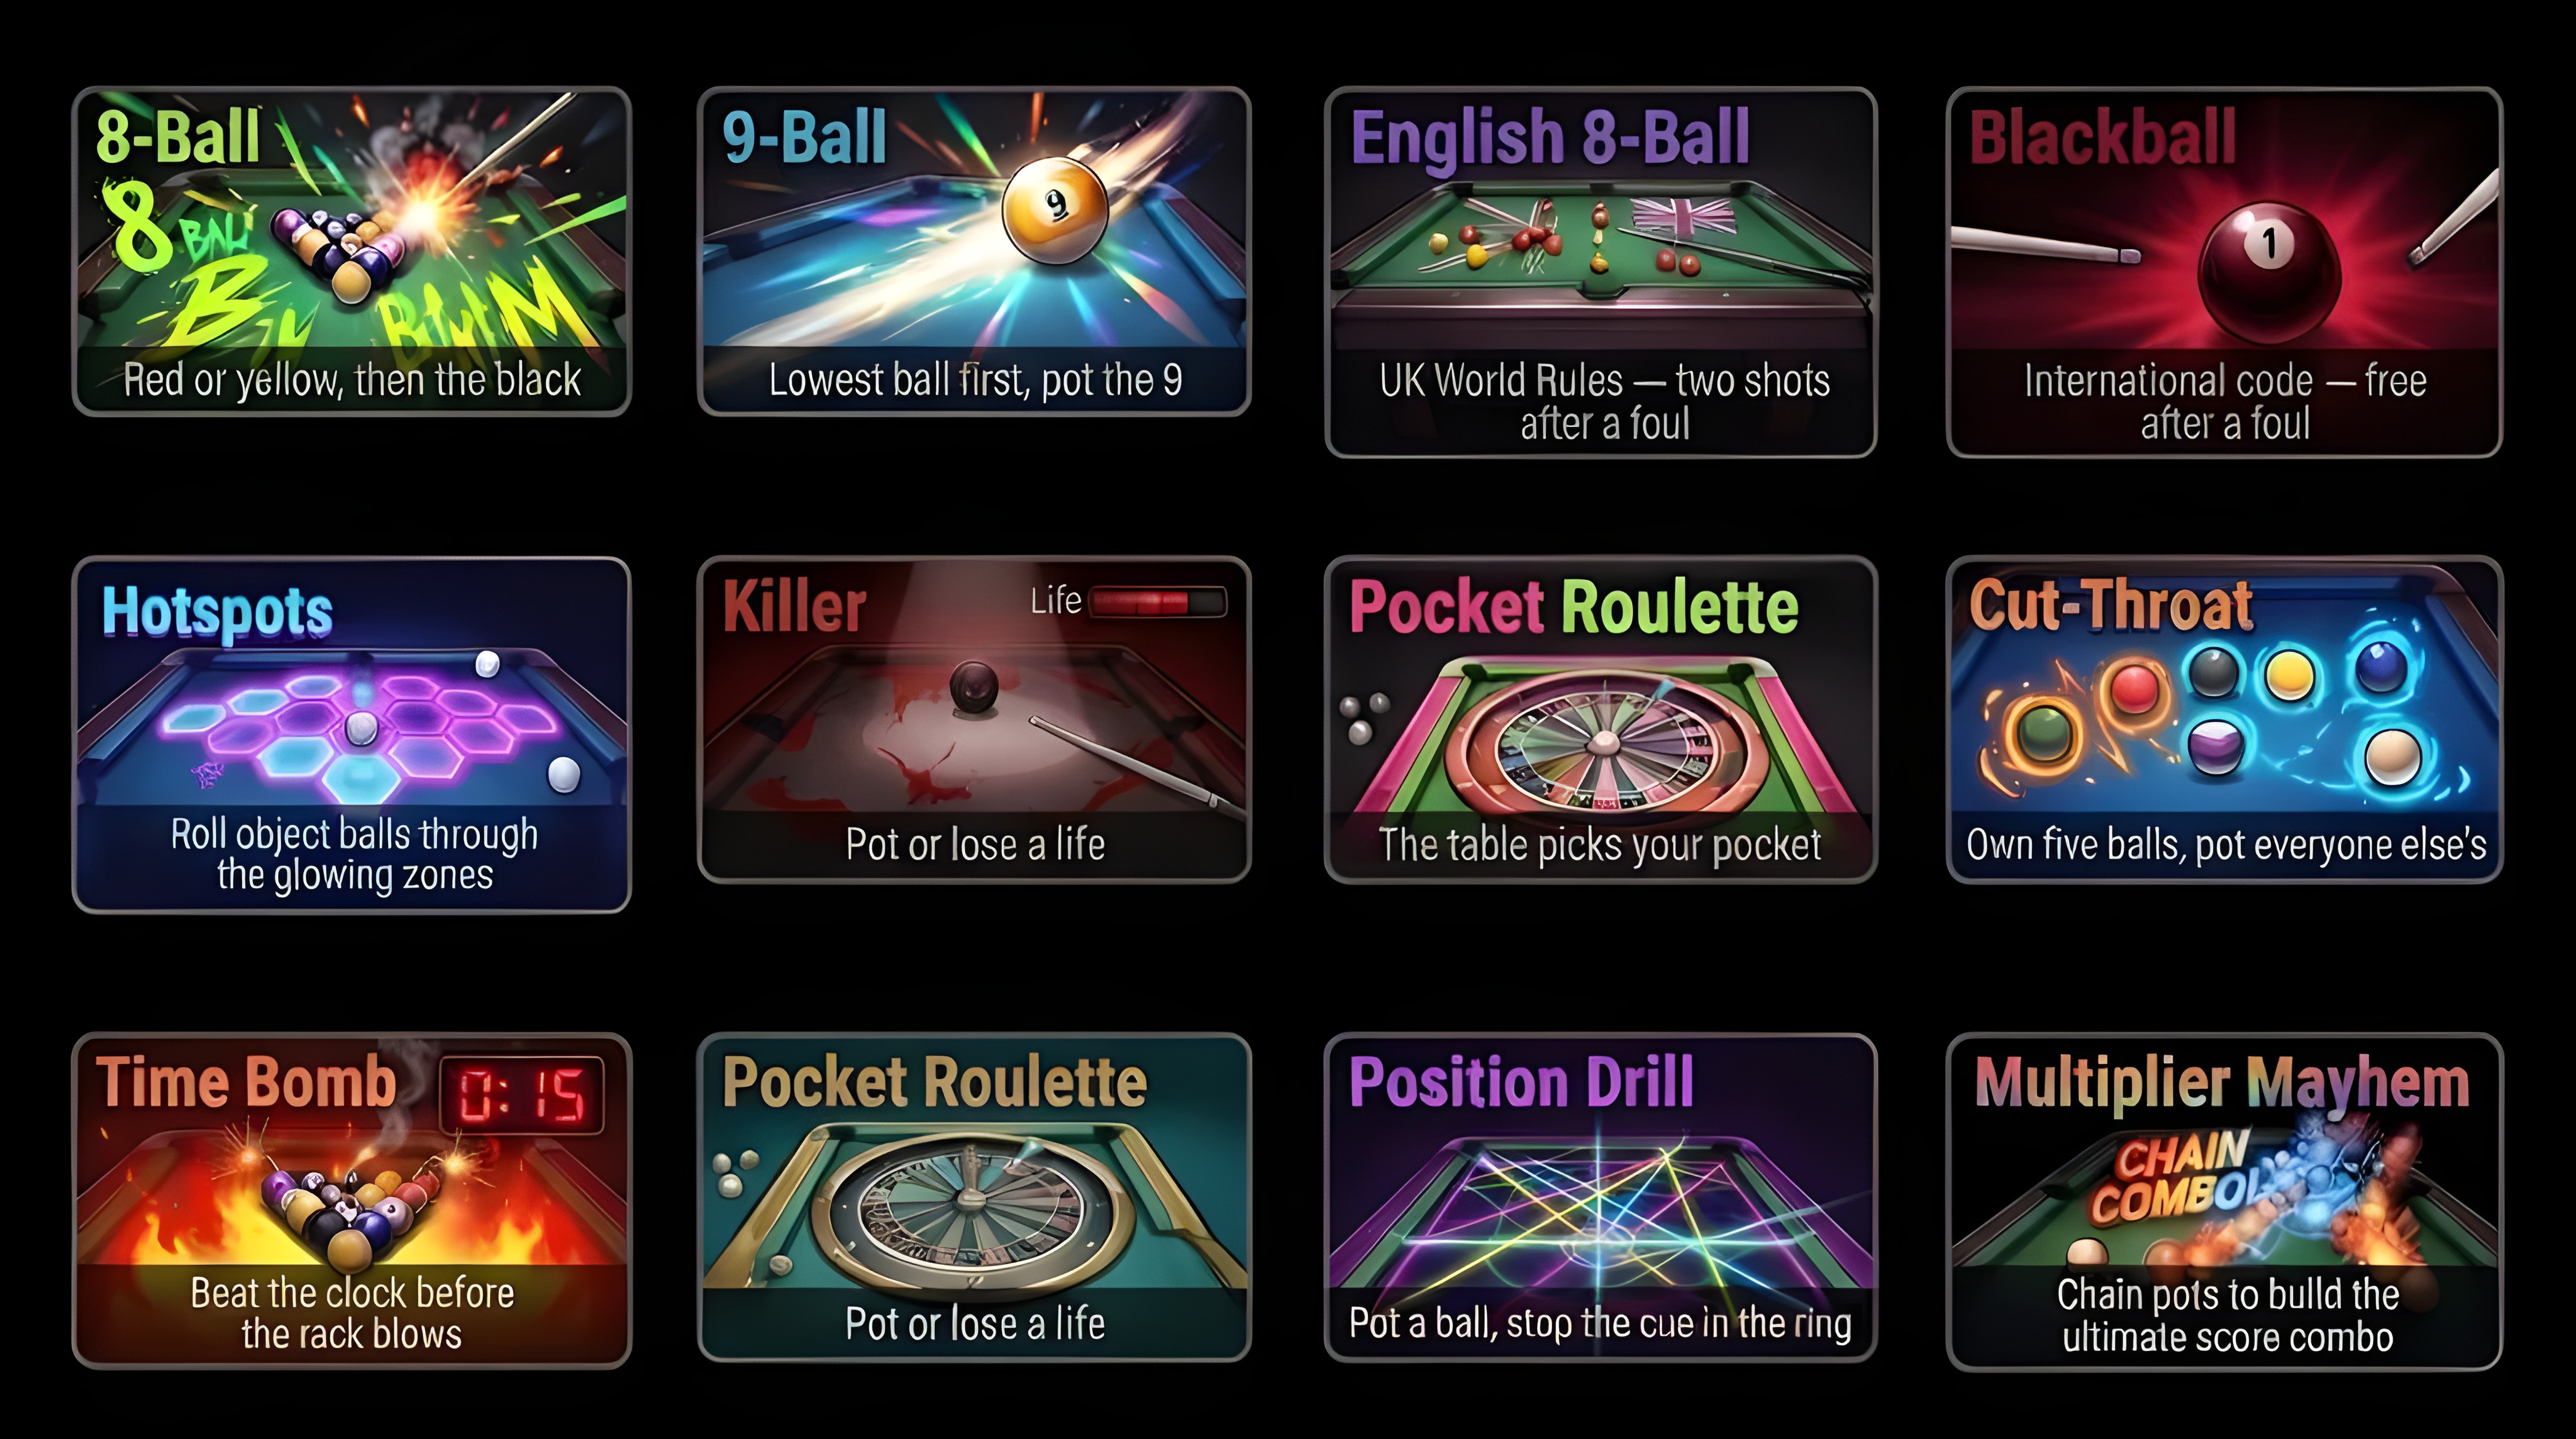 8-Ball
8
BALL
Red or yellow, then the black
9-Ball
9
Lowest ball first, pot the 9
English 8-Ball
UK World Rules — two shots
after a foul
Blackball
1
International code — free
after a foul
Hotspots
Roll object balls through
the glowing zones
Killer
Life
Pot or lose a life
Pocket Roulette
The table picks your pocket
Cut-Throat
Own five balls, pot everyone else's
Time Bomb
0:15
Beat the clock before
the rack blows
Pocket Roulette
Pot or lose a life
Position Drill
Pot a ball, stop the cue in the ring
Multiplier Mayhem
CHAIN
COMBO!
Chain pots to build the
ultimate score combo